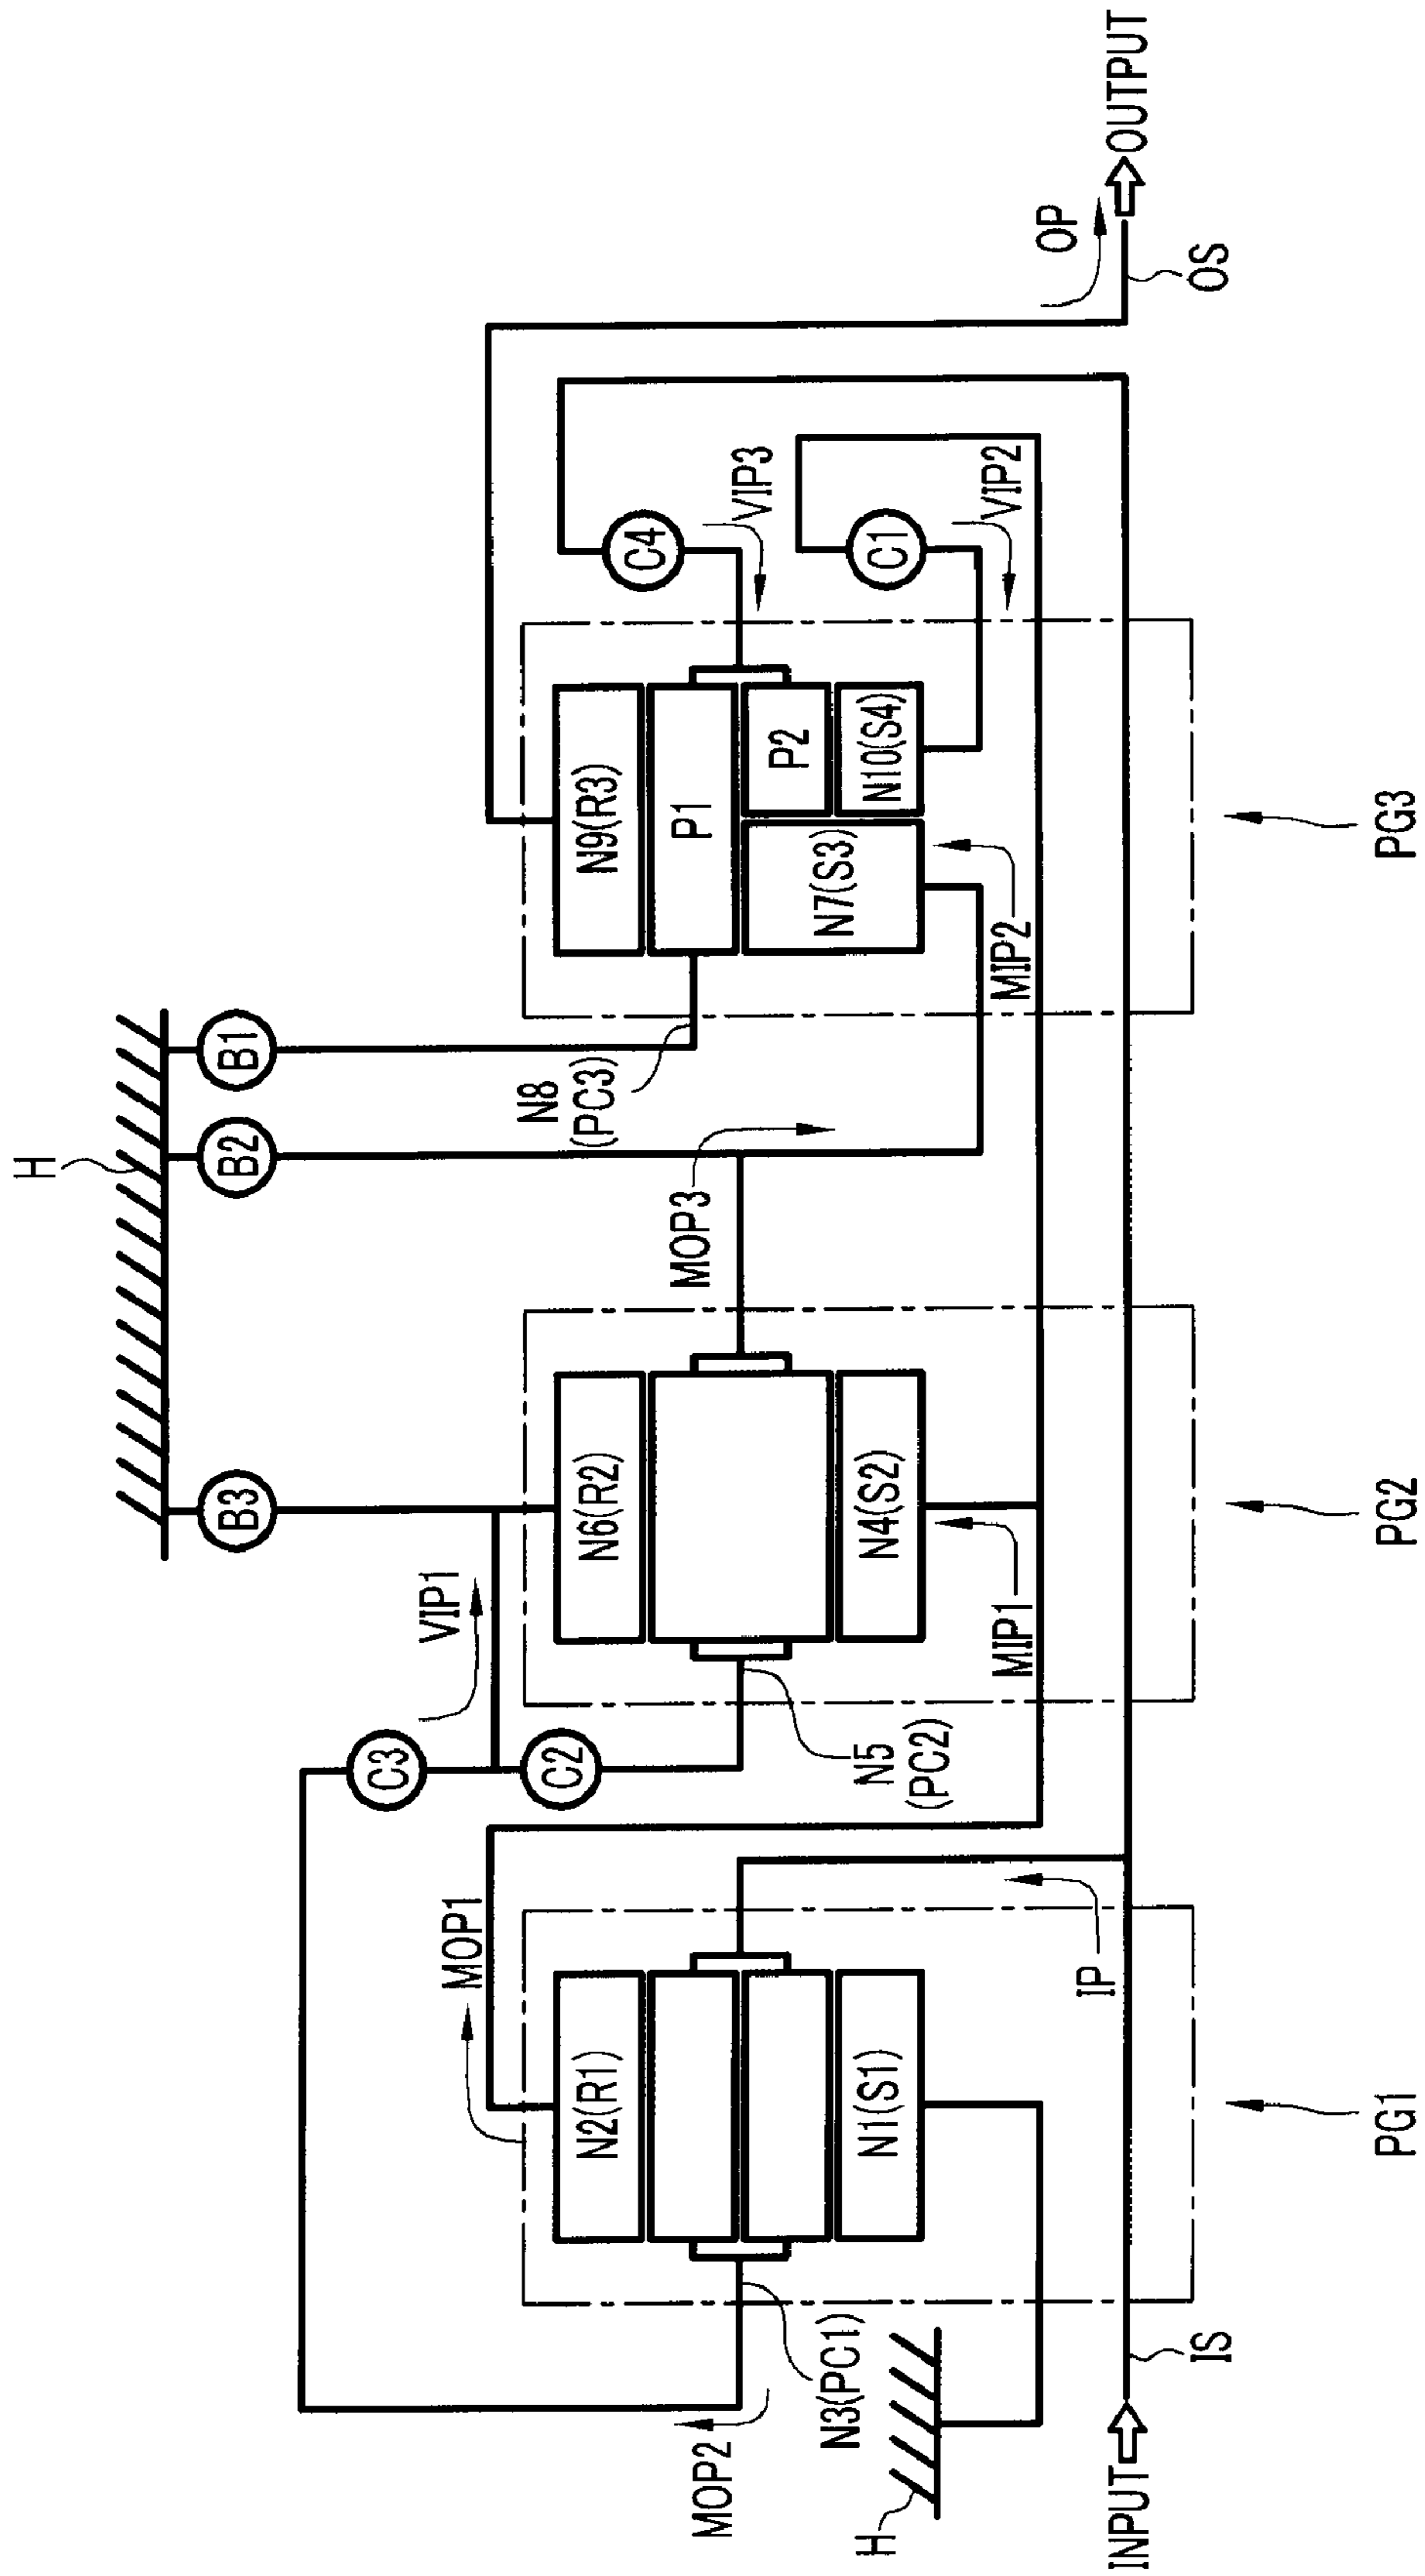 H
B3
B2
B1
C3
VIP1
C2
MOP1
N2(R1)
N1(S1)
N3(PC1)
MOP2
H
INPUT
IS
IP
PG1
N6(R2)
N4(S2)
N5
(PC2)
MIP1
PG2
MOP3
N8
(PC3)
N9(R3)
P1
P2
N7(S3)
N10(S4)
MIP2
PG3
C4
VIP3
C1
VIP2
OP
OS
OUTPUT